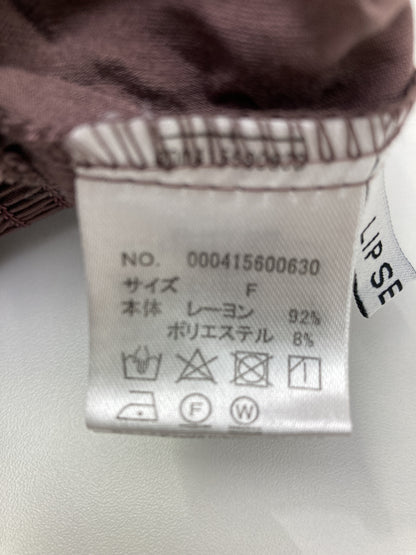 NO. 000415600630
サイズ F
本体 レーヨン 92%
ポリエステル 8%
F W
LIPSE